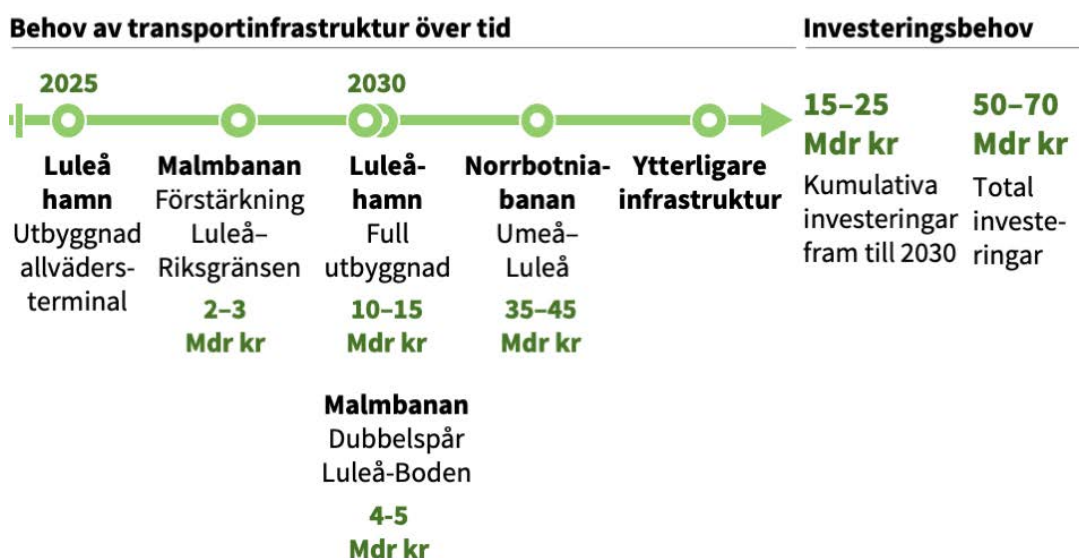 Behov av transportinfrastruktur över tid
2025
2030
Luleå
hamn
Utbyggnad
allväders-
terminal
Malmbanan
Förstärkning
Luleå–
Riksgränsen
2–3
Mdr kr
Luleå-
hamn
Full
utbyggnad
10–15
Mdr kr
Malmbanan
Dubbelspår
Luleå-Boden
4-5
Mdr kr
Norrbotnia-
banan
Umeå–
Luleå
35–45
Mdr kr
Ytterligare
infrastruktur
Investeringsbehov
15–25
Mdr kr
Kumulativa
investeringar
fram till 2030
50–70
Mdr kr
Total
investe-
ringar